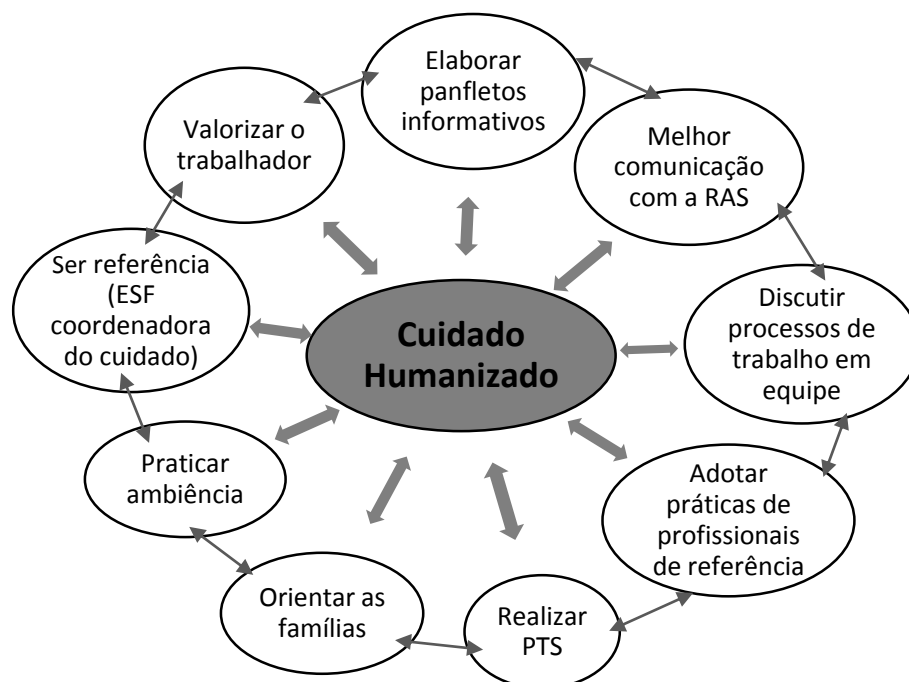 Elaborar
panfletos
informativos
Melhor
comunicação
com a RAS
Discutir
processos de
trabalho em
equipe
Adotar
práticas de
profissionais
de referência
Realizar
PTS
Orientar as
famílias
Praticar
ambiência
Ser referência
(ESF
coordenadora
do cuidado)
Valorizar o
trabalhador
Cuidado
Humanizado